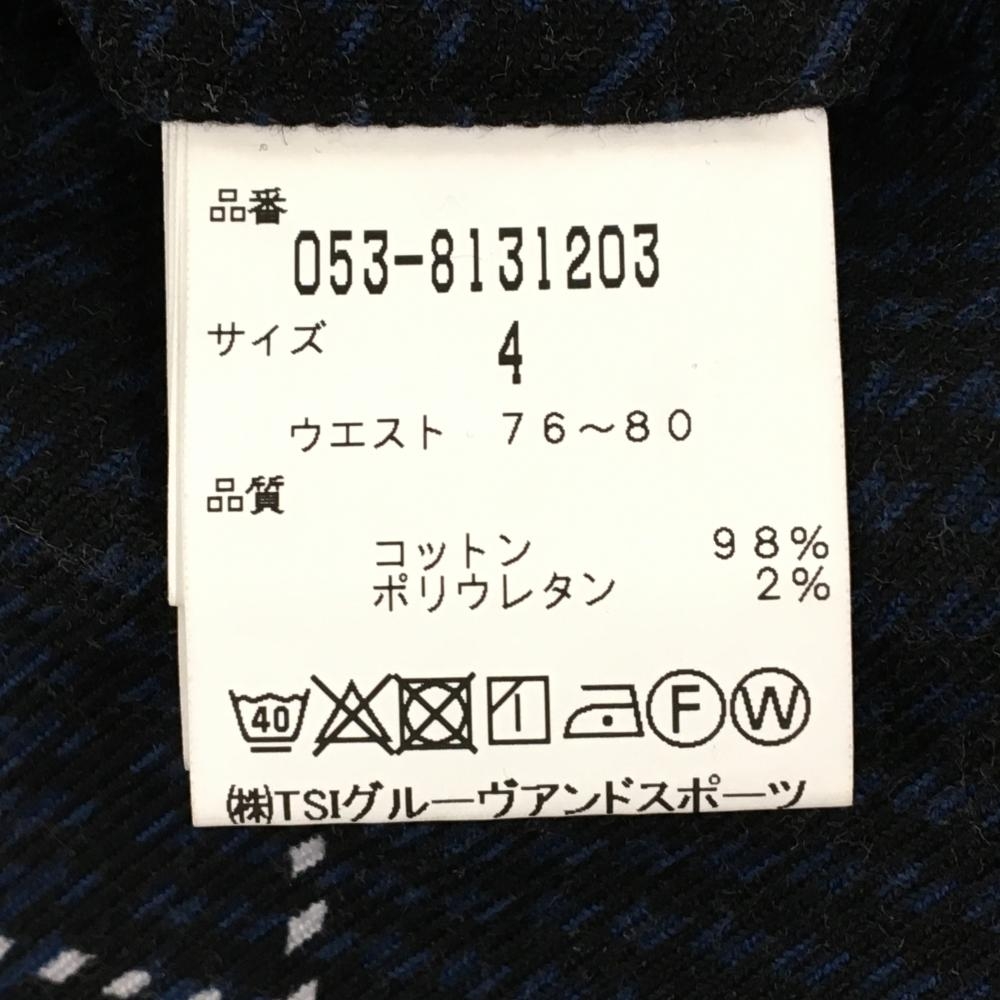 品番
053-8131203
サイズ 4
ウエスト 76～80
品質
コットン 98%
ポリウレタン 2%
40 F W
㈱TSIグルーヴアンドスポーツ